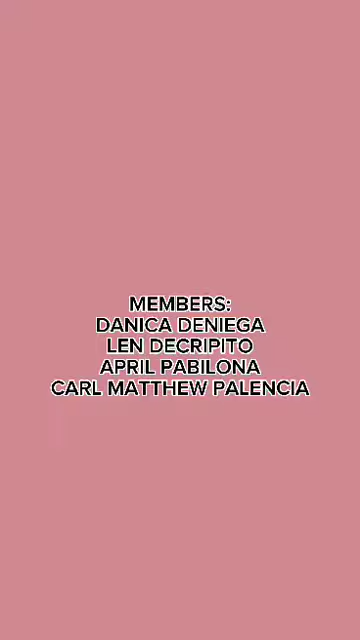 MEMBERS:
DANICA DENIEGA
LEN DECRIPITO
APRIL PABILONA
CARL MATTHEW PALENCIA